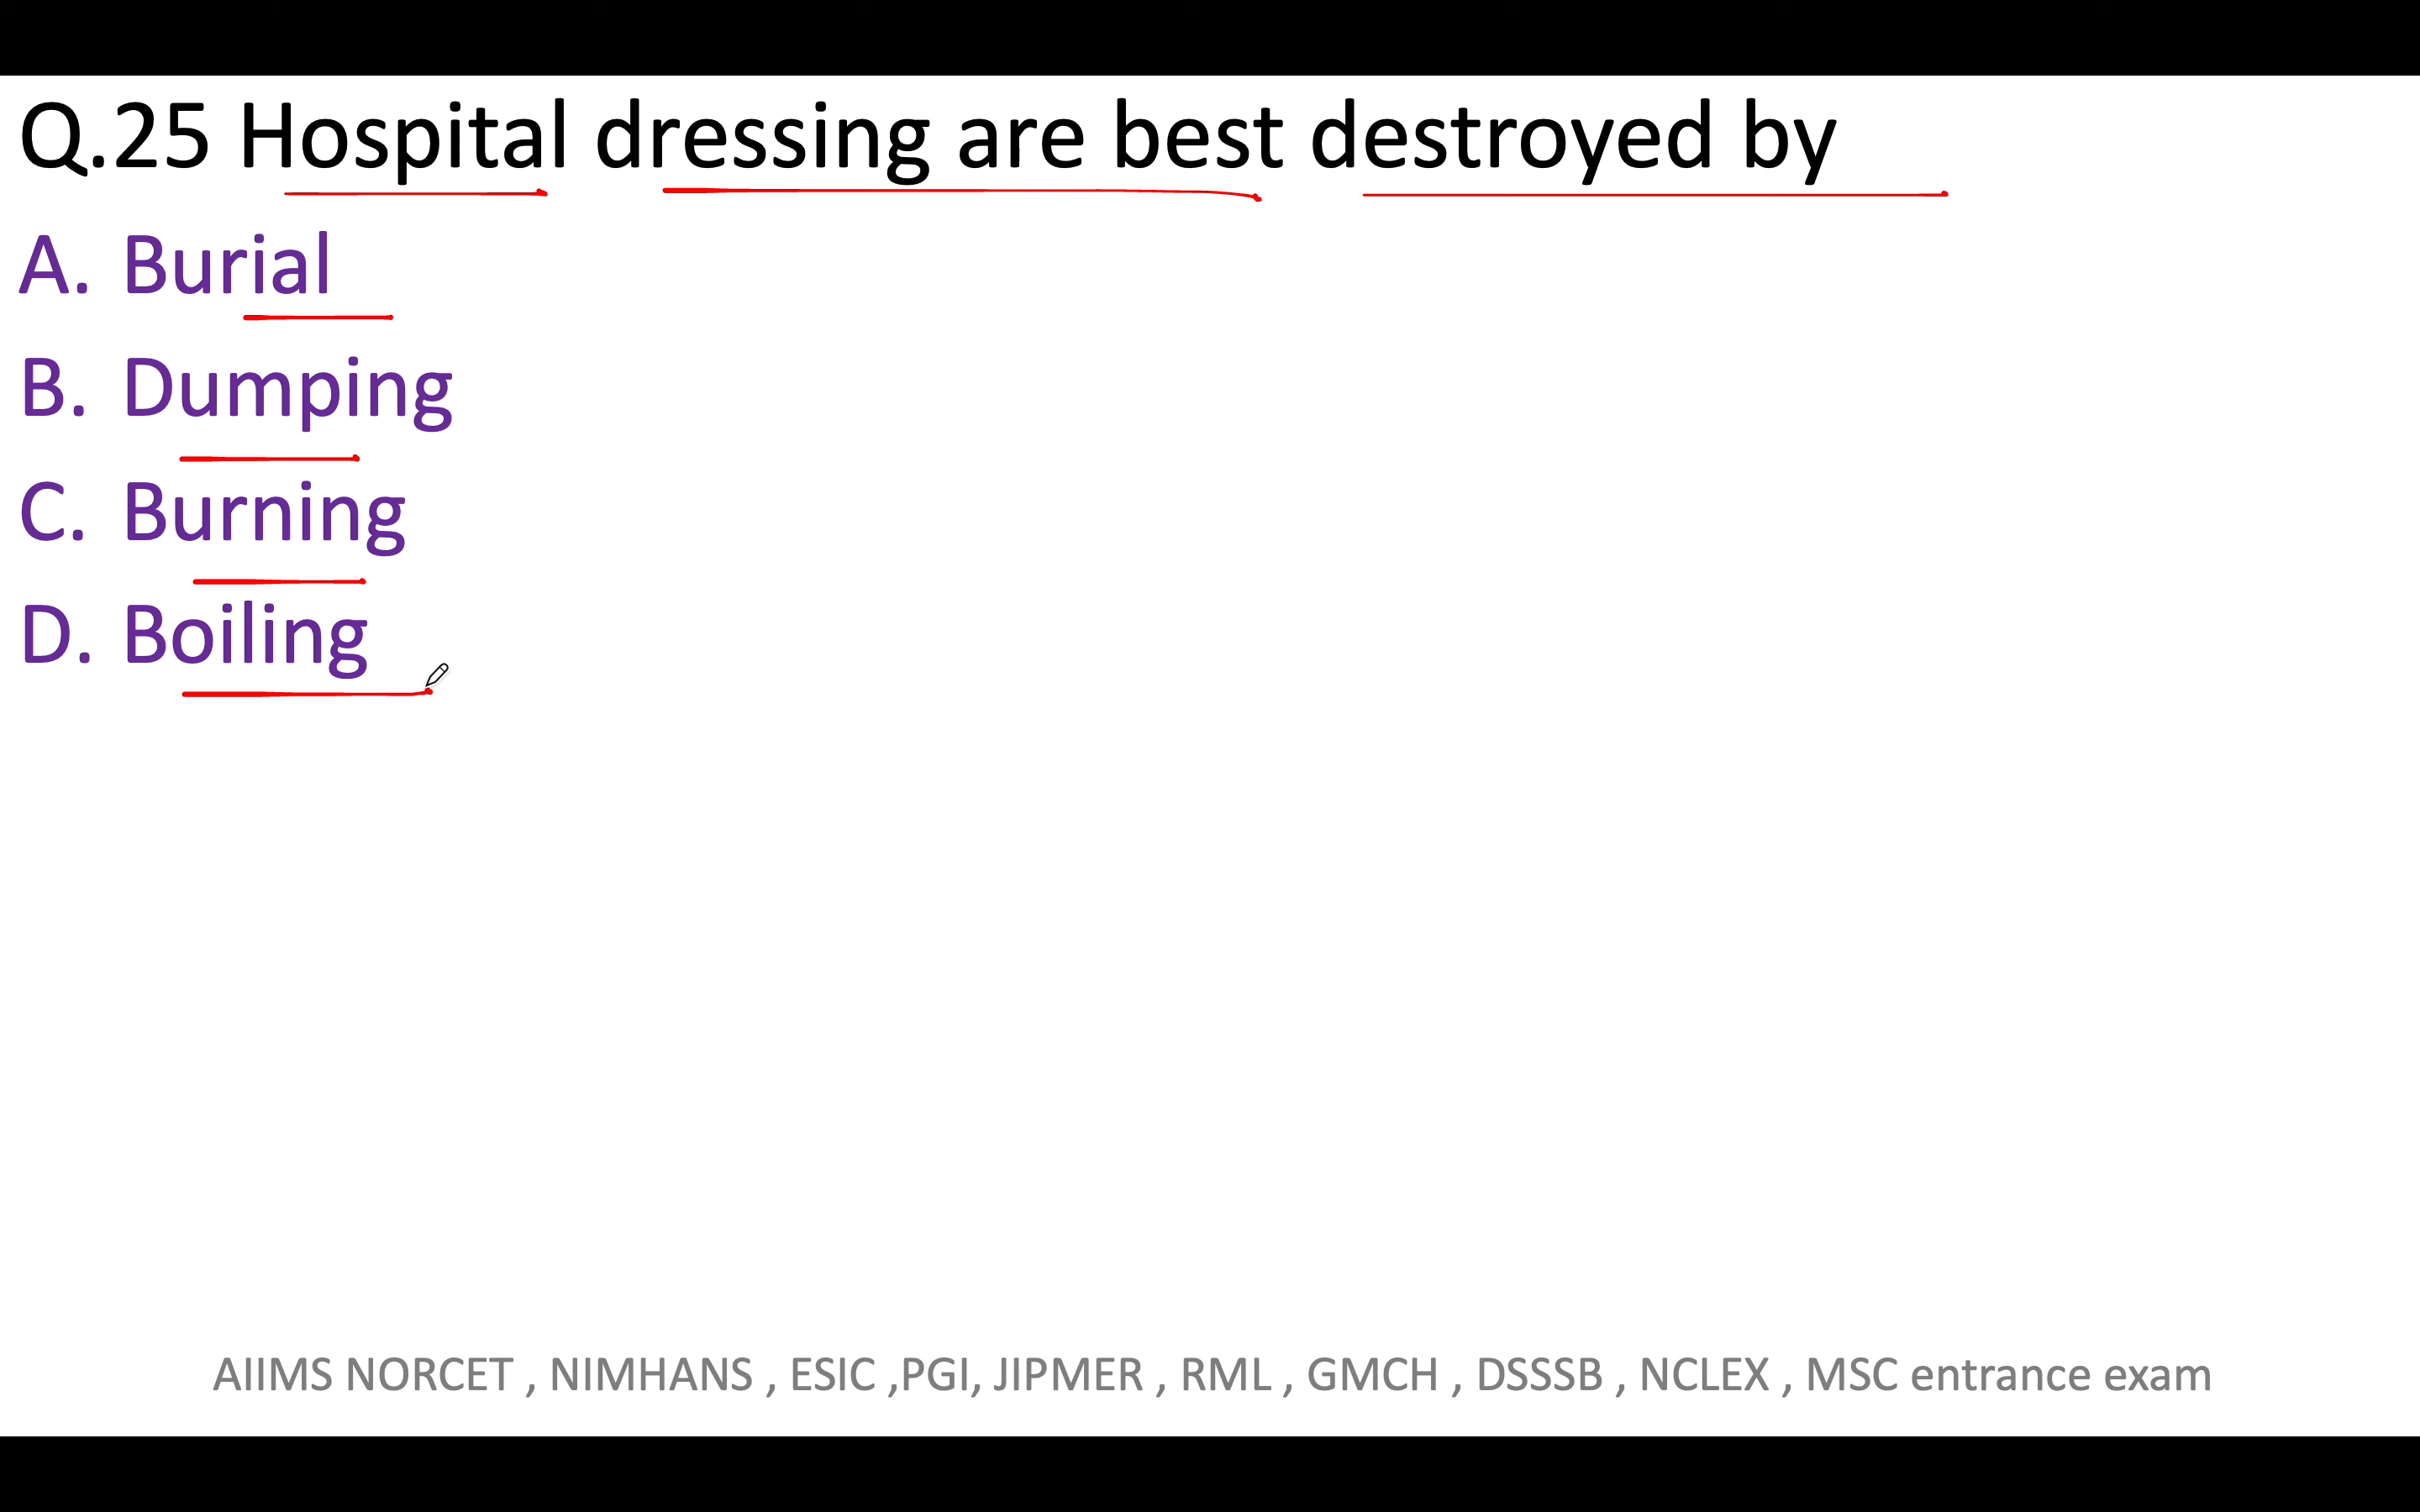 Q.25 Hospital dressing are best destroyed by
A. Burial
B. Dumping
C. Burning
D. Boiling
AIIMS NORCET , NIMHANS , ESIC ,PGI, JIPMER , RML , GMCH , DSSSB , NCLEX , MSC entrance exam